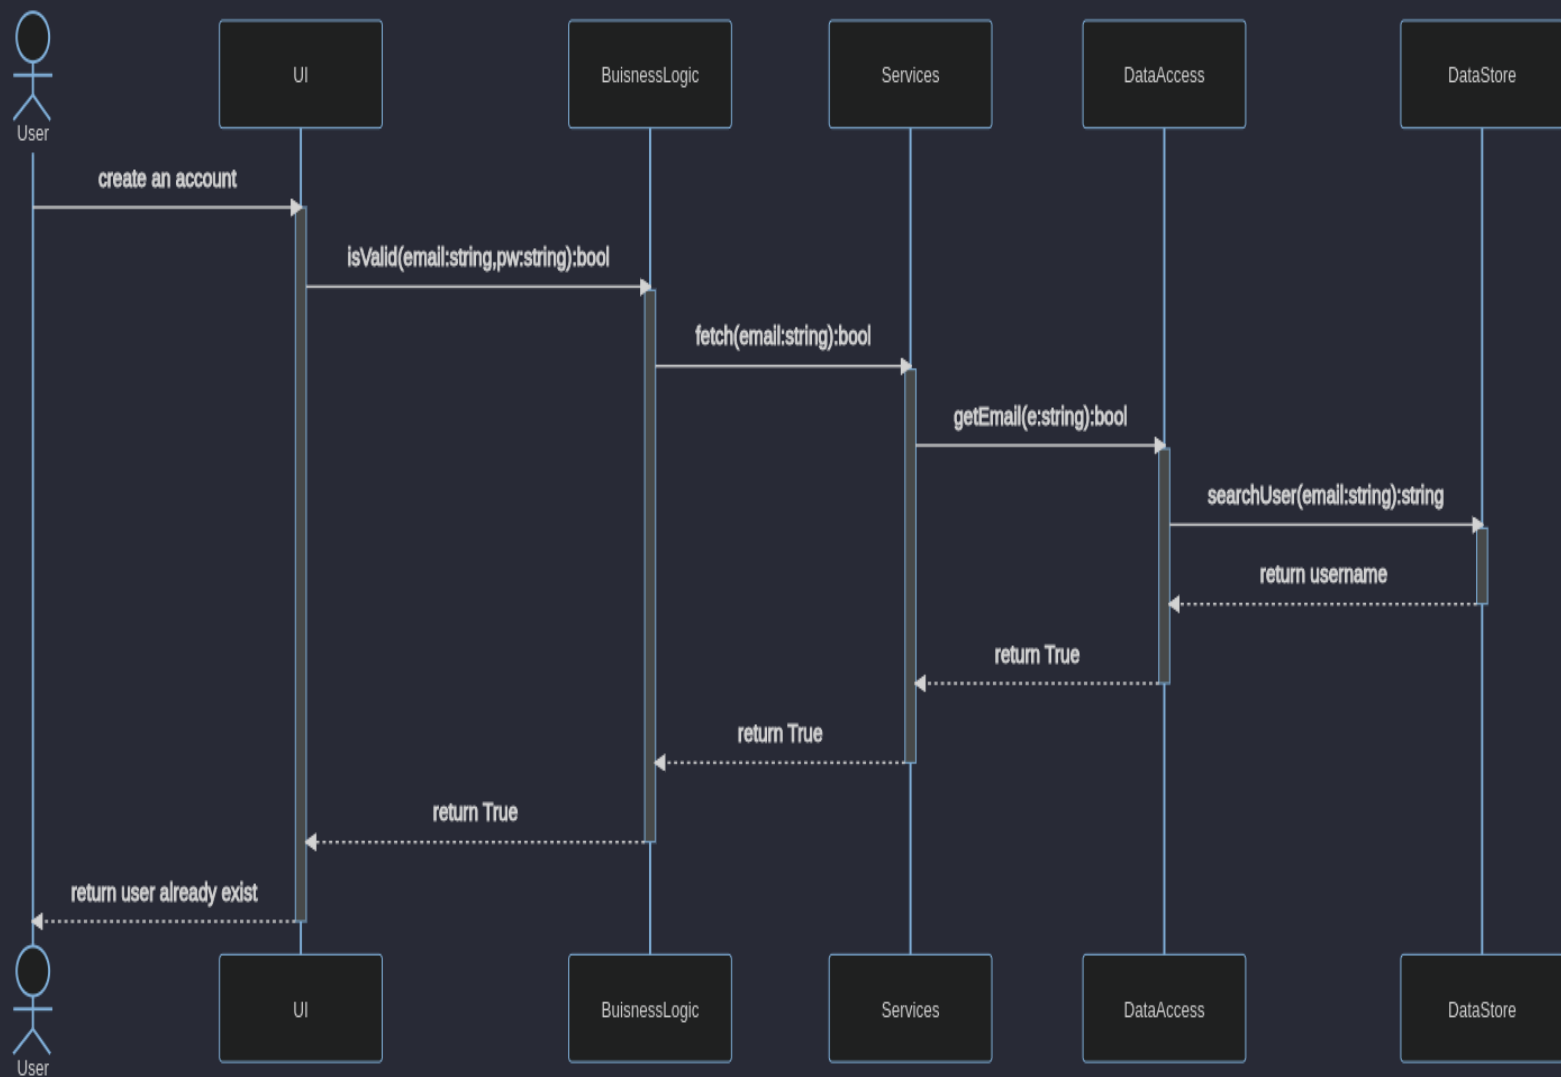 User
UI
BuisnessLogic
Services
DataAccess
DataStore
create an account
isValid(email:string,pw:string):bool
fetch(email:string):bool
getEmail(e:string):bool
searchUser(email:string):string
return username
return True
return True
return True
return user already exist
User
UI
BuisnessLogic
Services
DataAccess
DataStore